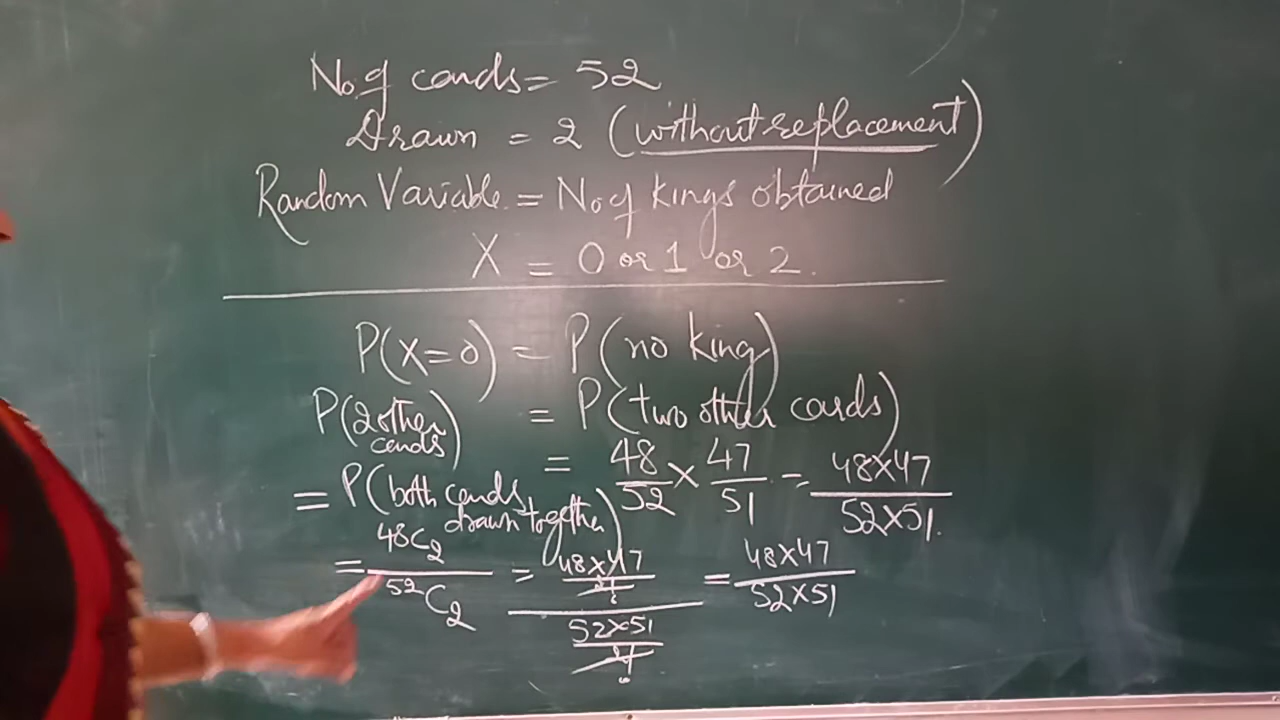 No. of cards = 52
Drawn = 2 (without replacement)
Random Variable = No. of kings obtained
X = 0 or 1 or 2.
P(X=0) = P(no king)
P(2 other cards) = P(two other cards)
= 48/52 × 47/51 = 48×47/52×51.
= P(both cards drawn together)
= 48C2/52C2 = (48×47/2!)/(52×51/2!) = 48×47/52×51